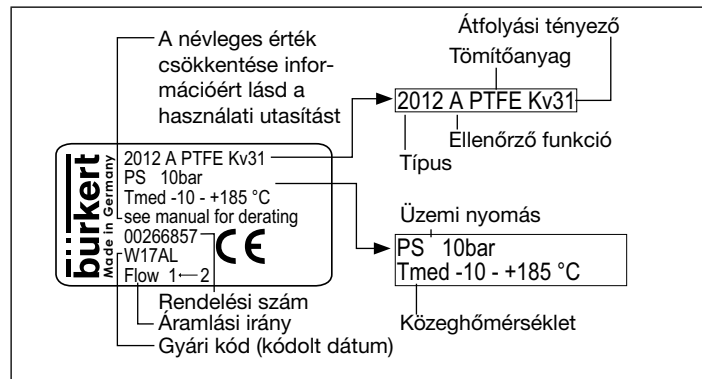 A névleges érték
csökkentése infor-
mációért lásd a
használati utasítást
Átfolyási tényező
Tömítőanyag
2012 A PTFE Kv31
Ellenőrző funkció
Típus
bürkert
Made in Germany
2012 A PTFE Kv31
PS 10bar
Tmed -10 - +185 °C
see manual for derating
00266857
W17AL
Flow 1←2
CE
Üzemi nyomás
PS 10bar
Tmed -10 - +185 °C
Közeghőmérséklet
Rendelési szám
Áramlási irány
Gyári kód (kódolt dátum)